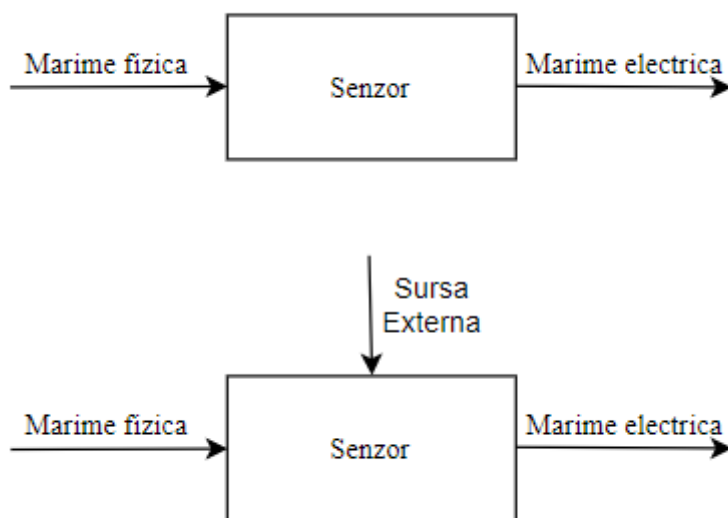 Marime fizica
Senzor
Marime electrica
Sursa
Externa
Marime fizica
Senzor
Marime electrica